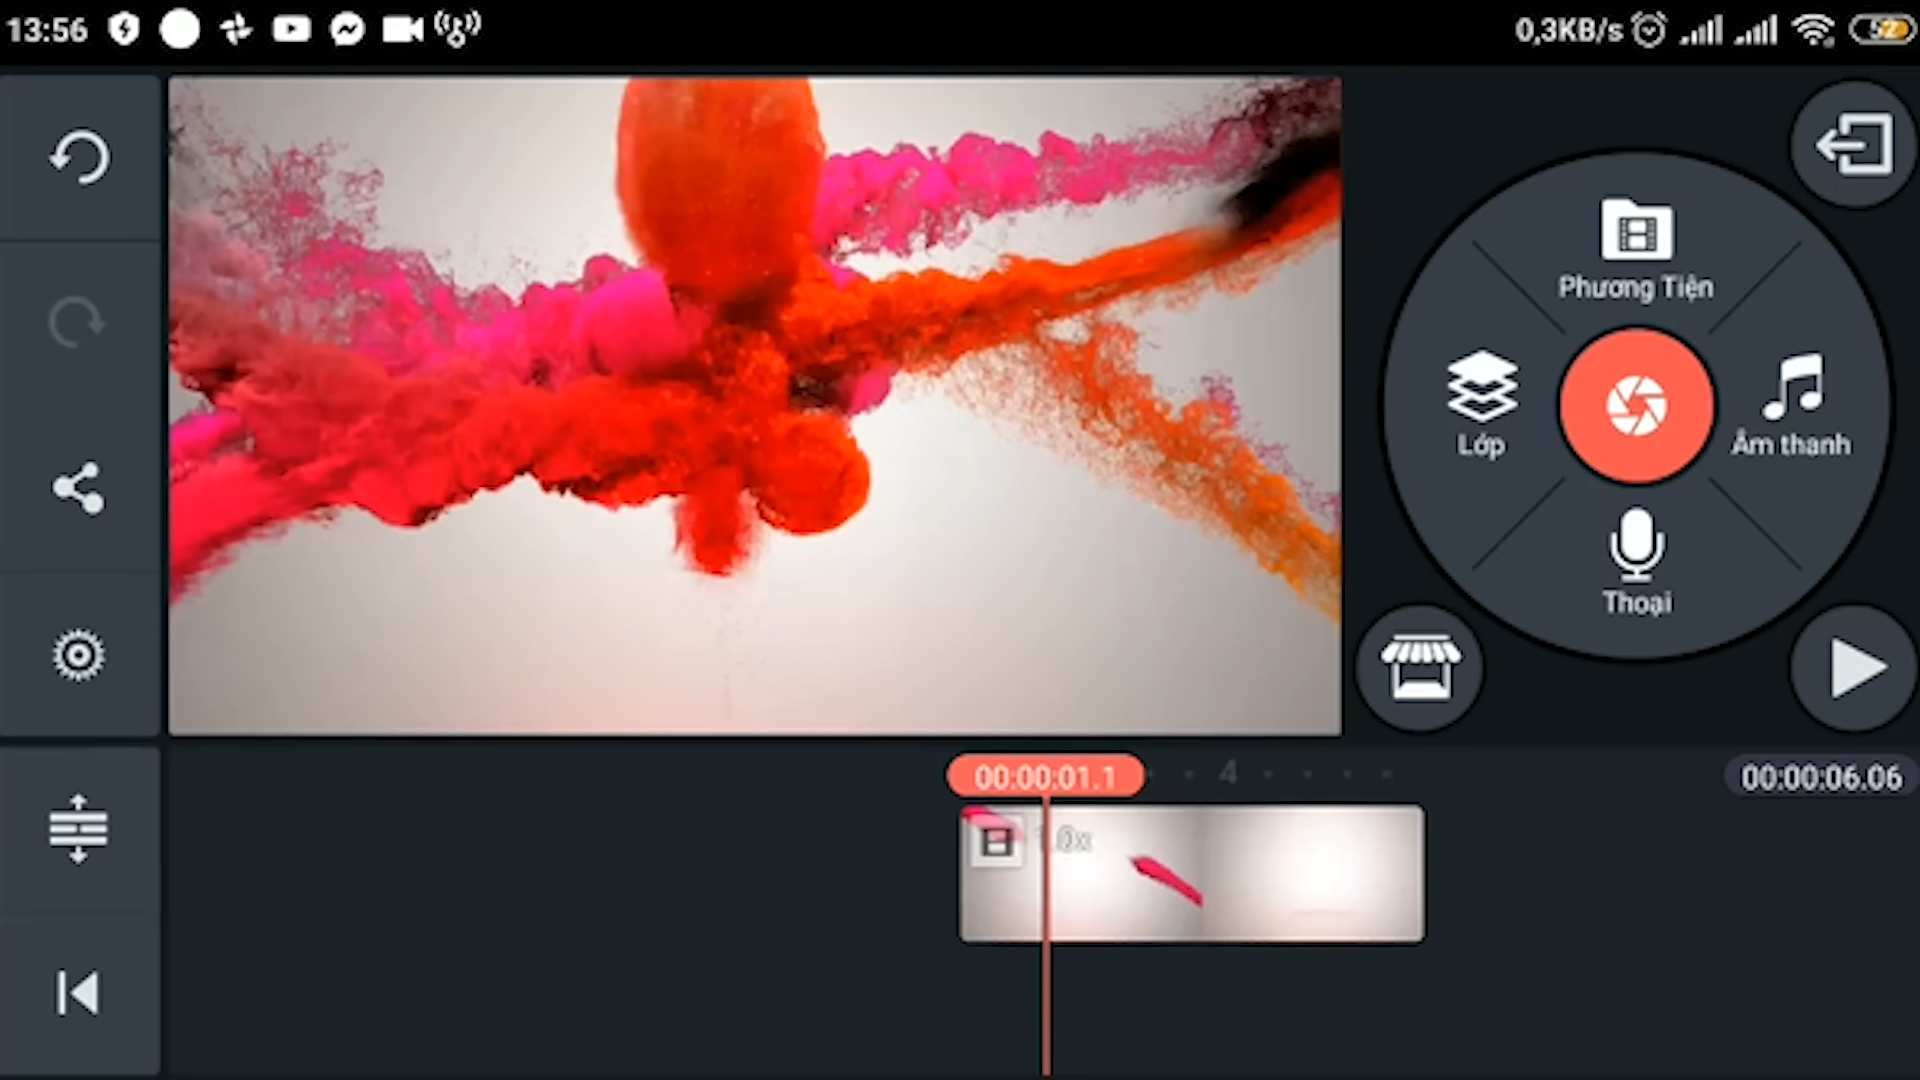 13:56
0,3KB/s
57
Phương Tiện
Lớp
Âm thanh
Thoại
00:00:01.1
4
00:00:06.06